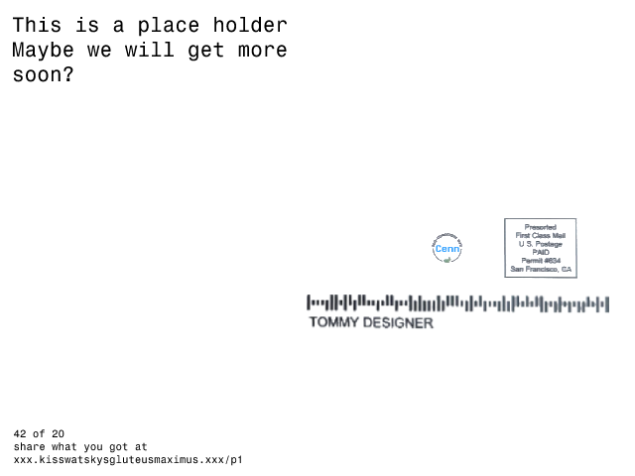 This is a place holder
Maybe we will get more
soon?
Cenn
Presorted
First Class Mail
U S. Postage
PAID
Permit #634
San Francisco, CA
TOMMY DESIGNER
42 of 20
share what you got at
xxx.kisswatskysgluteusmaximus.xxx/p1